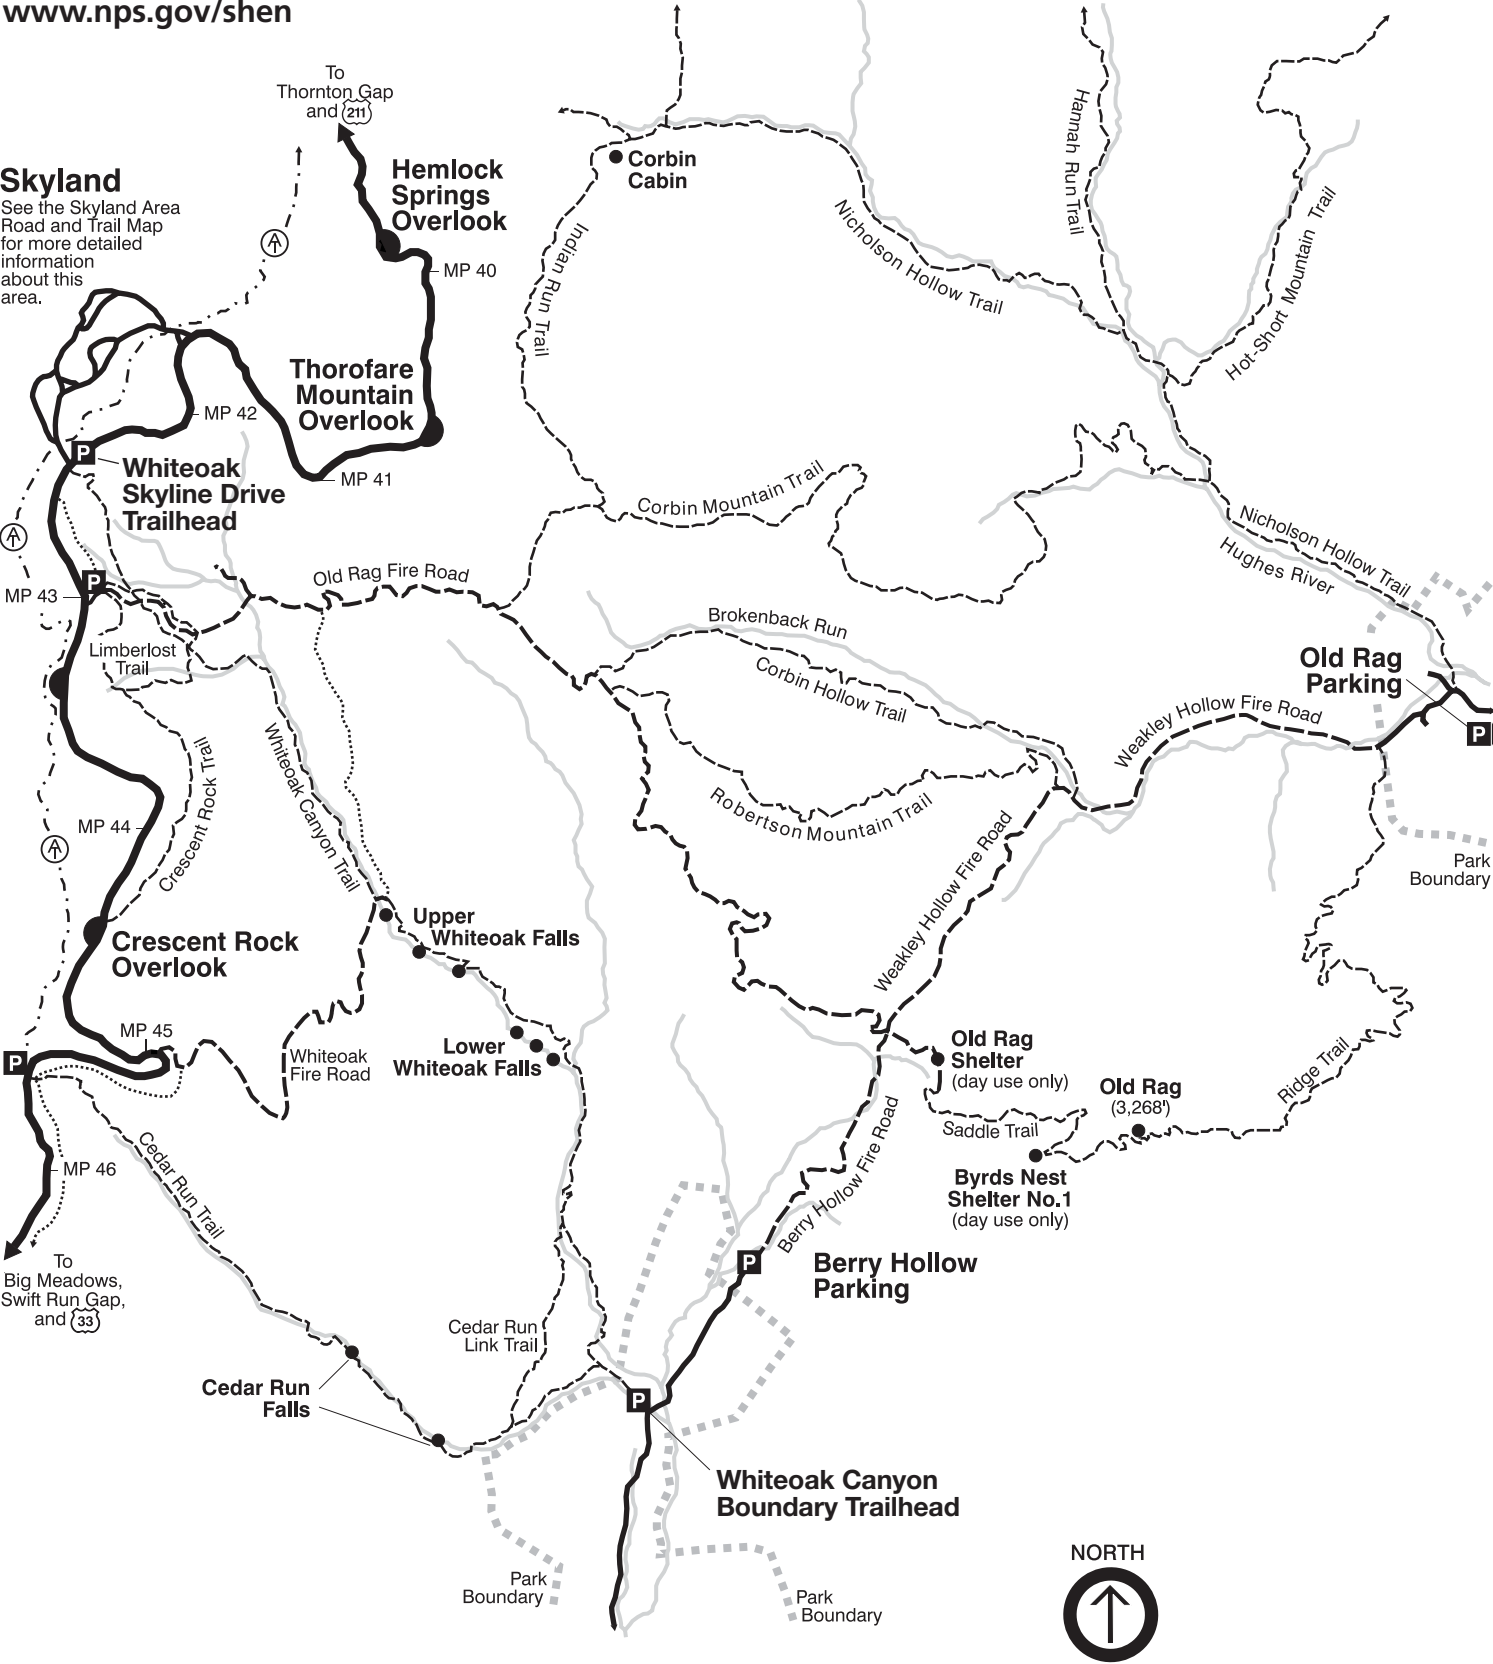 www.nps.gov/shen
To
Thornton Gap
and 211
Skyland
See the Skyland Area
Road and Trail Map
for more detailed
information
about this
area.
Hemlock
Springs
Overlook
MP 40
Corbin
Cabin
Indian Run Trail
Nicholson Hollow Trail
Hannah Run Trail
Hot-Short Mountain Trail
Thorofare
Mountain
Overlook
MP 42
MP 41
P
Whiteoak
Skyline Drive
Trailhead
Corbin Mountain Trail
Nicholson Hollow Trail
Hughes River
P
MP 43
Old Rag Fire Road
Limberlost
Trail
Brokenback Run
Corbin Hollow Trail
Old Rag
Parking
P
Weakley Hollow Fire Road
Whiteoak Canyon Trail
Crescent Rock Trail
MP 44
Robertson Mountain Trail
Weakley Hollow Fire Road
Park
Boundary
Upper
Whiteoak Falls
Crescent Rock
Overlook
MP 45
P
Whiteoak
Fire Road
Lower
Whiteoak Falls
Old Rag
Shelter
(day use only)
Old Rag
(3,268')
Ridge Trail
Saddle Trail
Byrds Nest
Shelter No.1
(day use only)
MP 46
Cedar Run Trail
Berry Hollow Fire Road
To
Big Meadows,
Swift Run Gap,
and 33
P
Berry Hollow
Parking
Cedar Run
Link Trail
Cedar Run
Falls
P
Whiteoak Canyon
Boundary Trailhead
Park
Boundary
Park
Boundary
NORTH